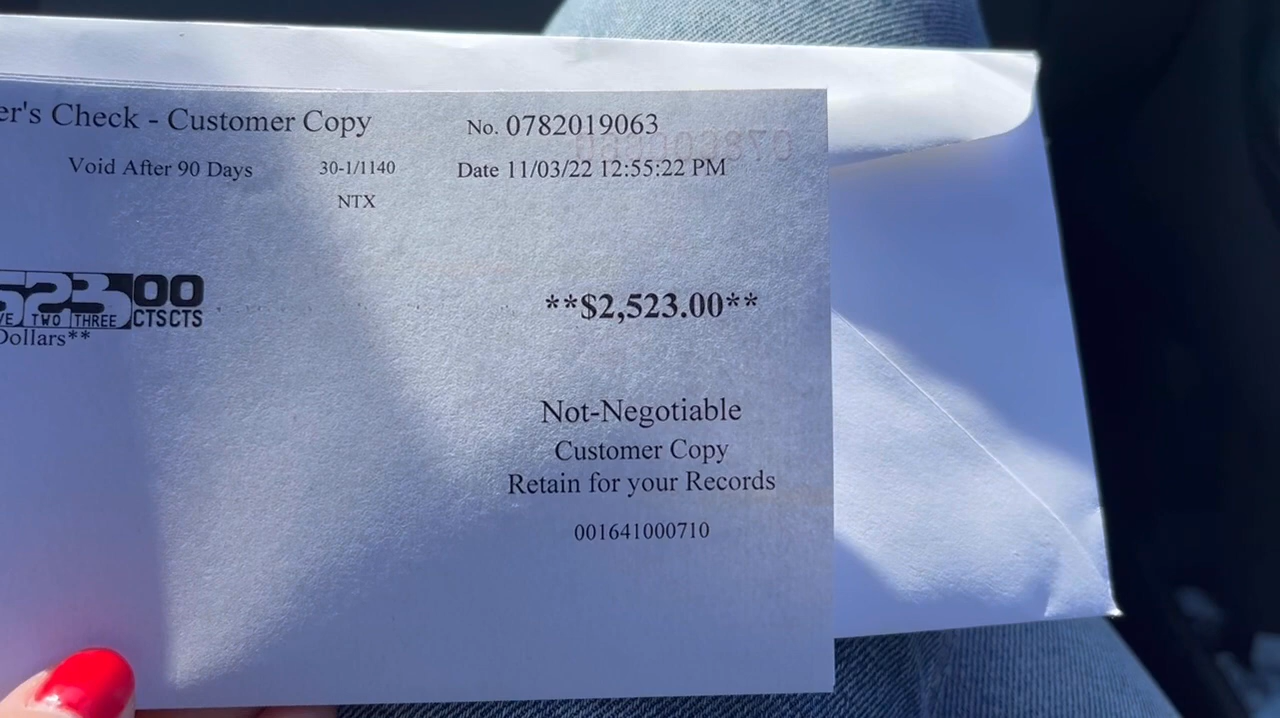 er's Check - Customer Copy
No. 0782019063
Void After 90 Days
30-1/1140
Date 11/03/22 12:55:22 PM
NTX
523 00
TWO THREE CTSCTS
Dollars**
**$2,523.00**
Not-Negotiable
Customer Copy
Retain for your Records
001641000710